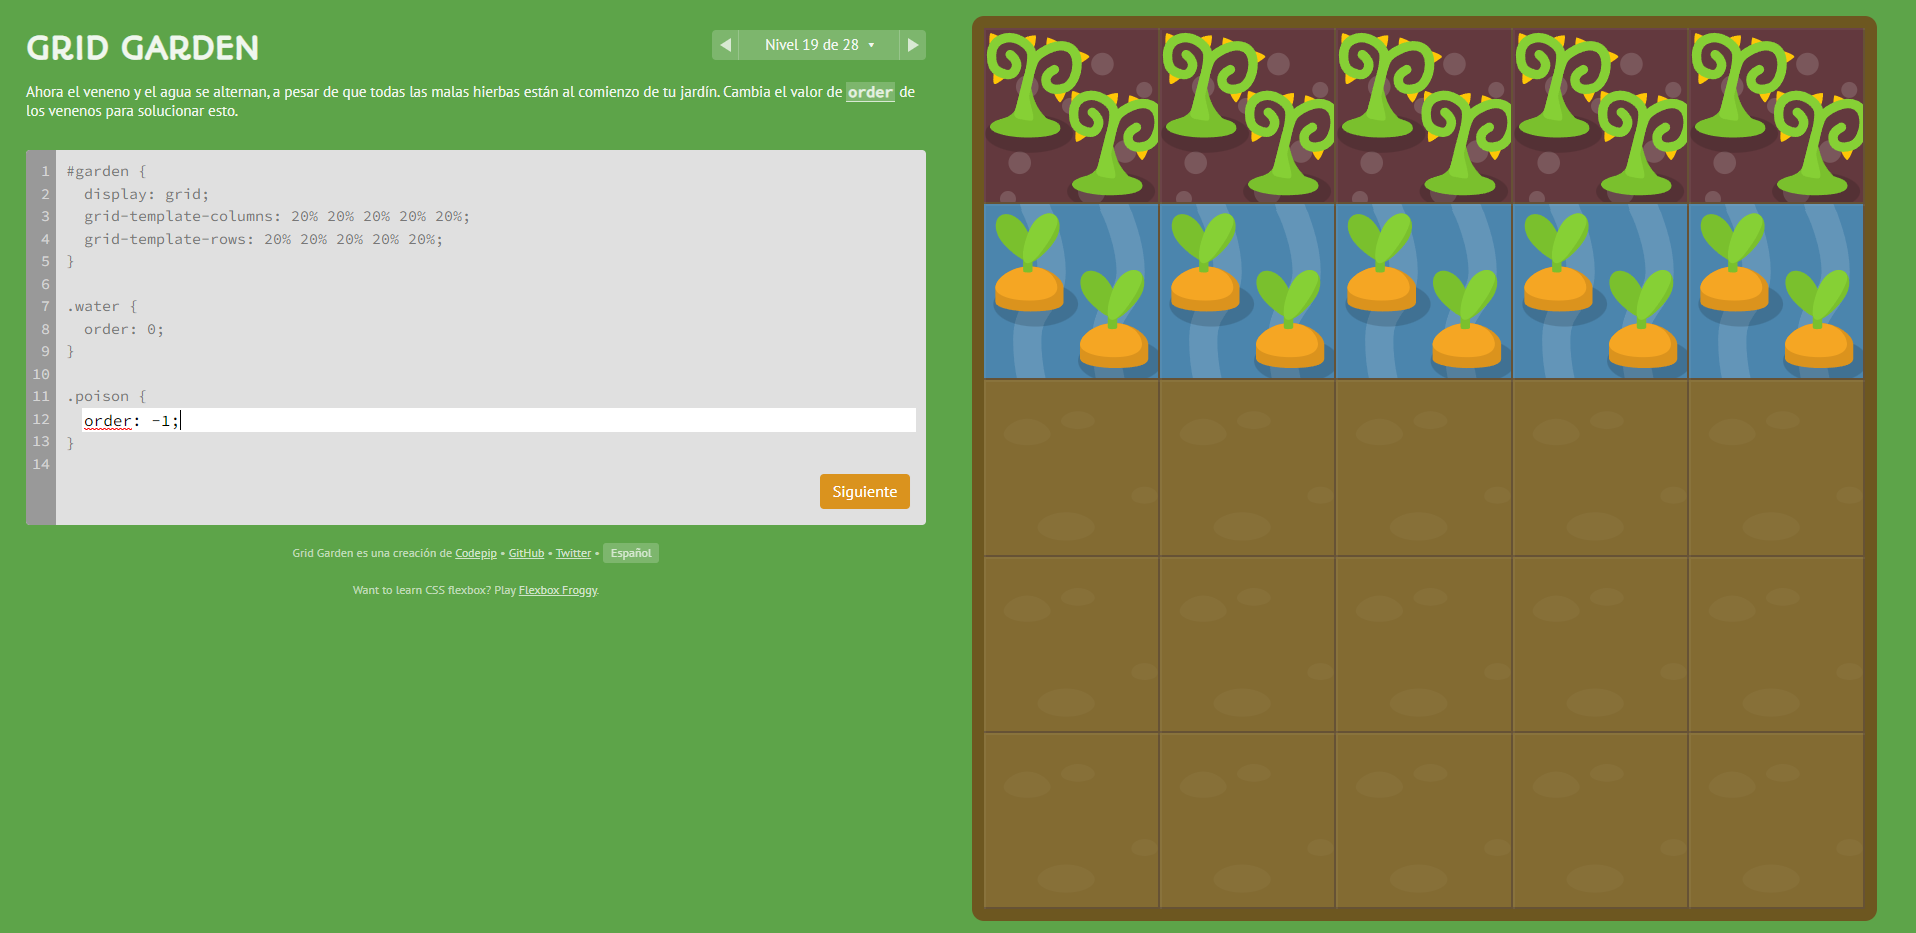 GRID GARDEN
Nivel 19 de 28
Ahora el veneno y el agua se alternan, a pesar de que todas las malas hierbas están al comienzo de tu jardín. Cambia el valor de order de
los venenos para solucionar esto.
1 #garden {
2 display: grid;
3 grid-template-columns: 20% 20% 20% 20% 20%;
4 grid-template-rows: 20% 20% 20% 20% 20%;
5 }
6
7 .water {
8 order: 0;
9 }
10
11 .poison {
12 order: -1;
13 }
14
Siguiente
Grid Garden es una creación de Codepip • GitHub • Twitter • Español
Want to learn CSS flexbox? Play Flexbox Froggy.